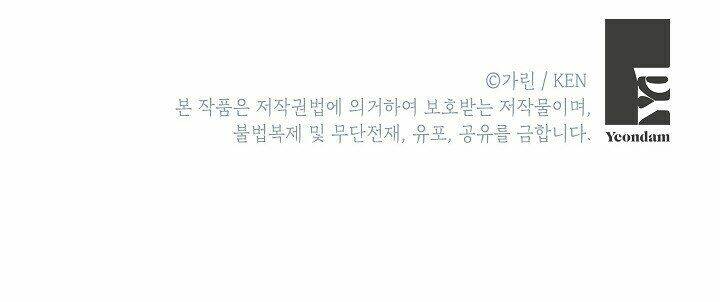 ©가린 / KEN
본 작품은 저작권법에 의거하여 보호받는 저작물이며,
불법복제 및 무단전재, 유포, 공유를 금합니다.
Ya
Yeondam